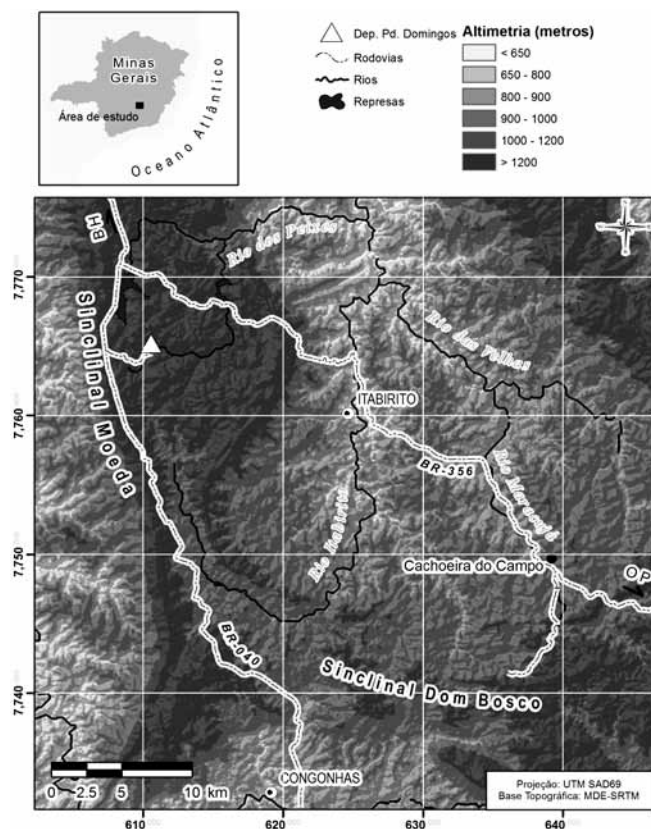 Minas
Gerais
Área de estudo
Oceano Atlântico
Dep. Pd. Domingos
Rodovias
Rios
Represas
Altimetria (metros)
< 650
650 - 800
800 - 900
900 - 1000
1000 - 1200
> 1200
BH
Rio dos Peixes
7,770
Sinclinal Moeda
Rio das Velhas
ITABIRITO
7,760
BR-356
Rio Maracujá
Rio Itabirito
7,750
Cachoeira do Campo
OP
BR-040
Sinclinal Dom Bosco
7,740
0 2.5 5 10 km
CONGONHAS
Projeção: UTM SAD69
Base Topográfica: MDE-SRTM
610 620 630 640